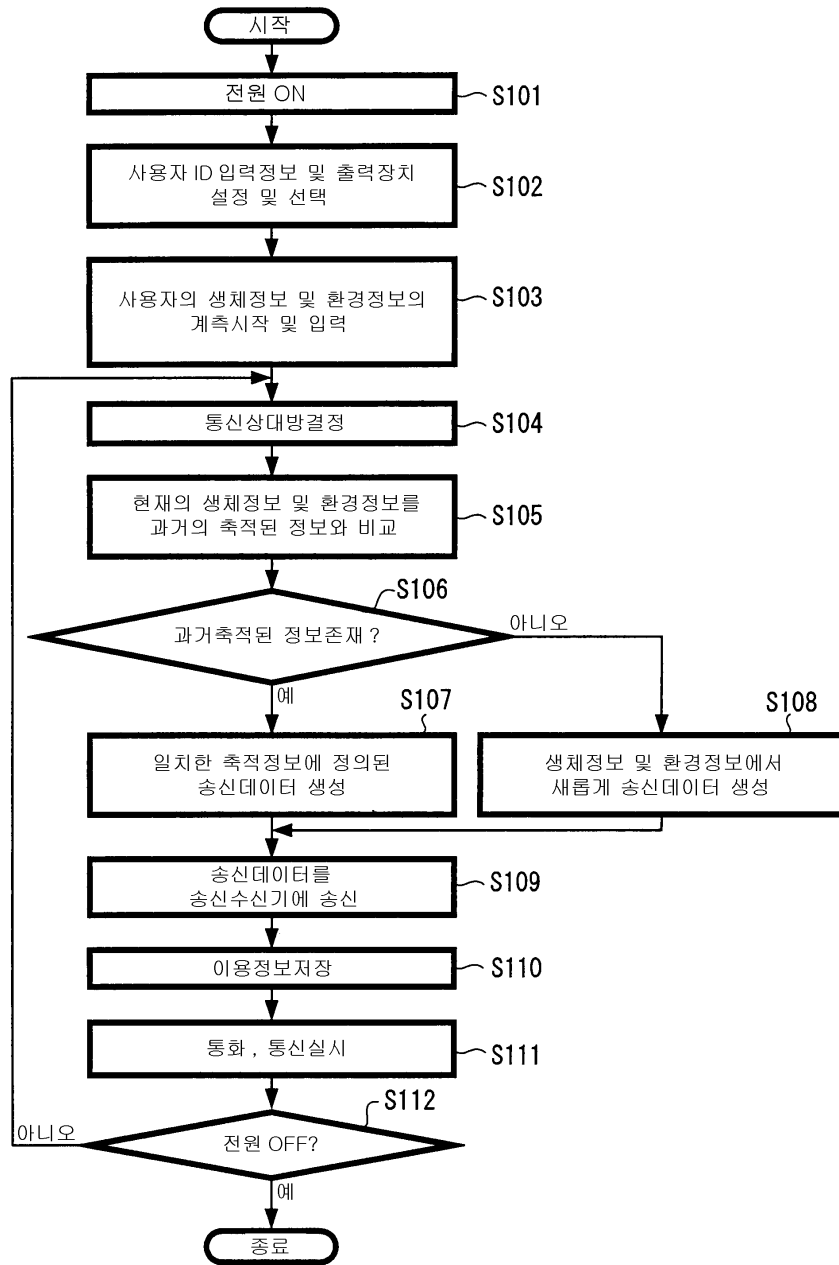 시작
전원 ON
S101
사용자 ID 입력정보 및 출력장치
설정 및 선택
S102
사용자의 생체정보 및 환경정보의
계측시작 및 입력
S103
통신상대방결정
S104
현재의 생체정보 및 환경정보를
과거의 축적된 정보와 비교
S105
S106
과거축적된 정보존재 ?
아니오
예
S107
일치한 축적정보에 정의된
송신데이터 생성
S108
생체정보 및 환경정보에서
새롭게 송신데이터 생성
송신데이터를
송신수신기에 송신
S109
이용정보저장
S110
통화 , 통신실시
S111
S112
전원 OFF?
아니오
예
종료